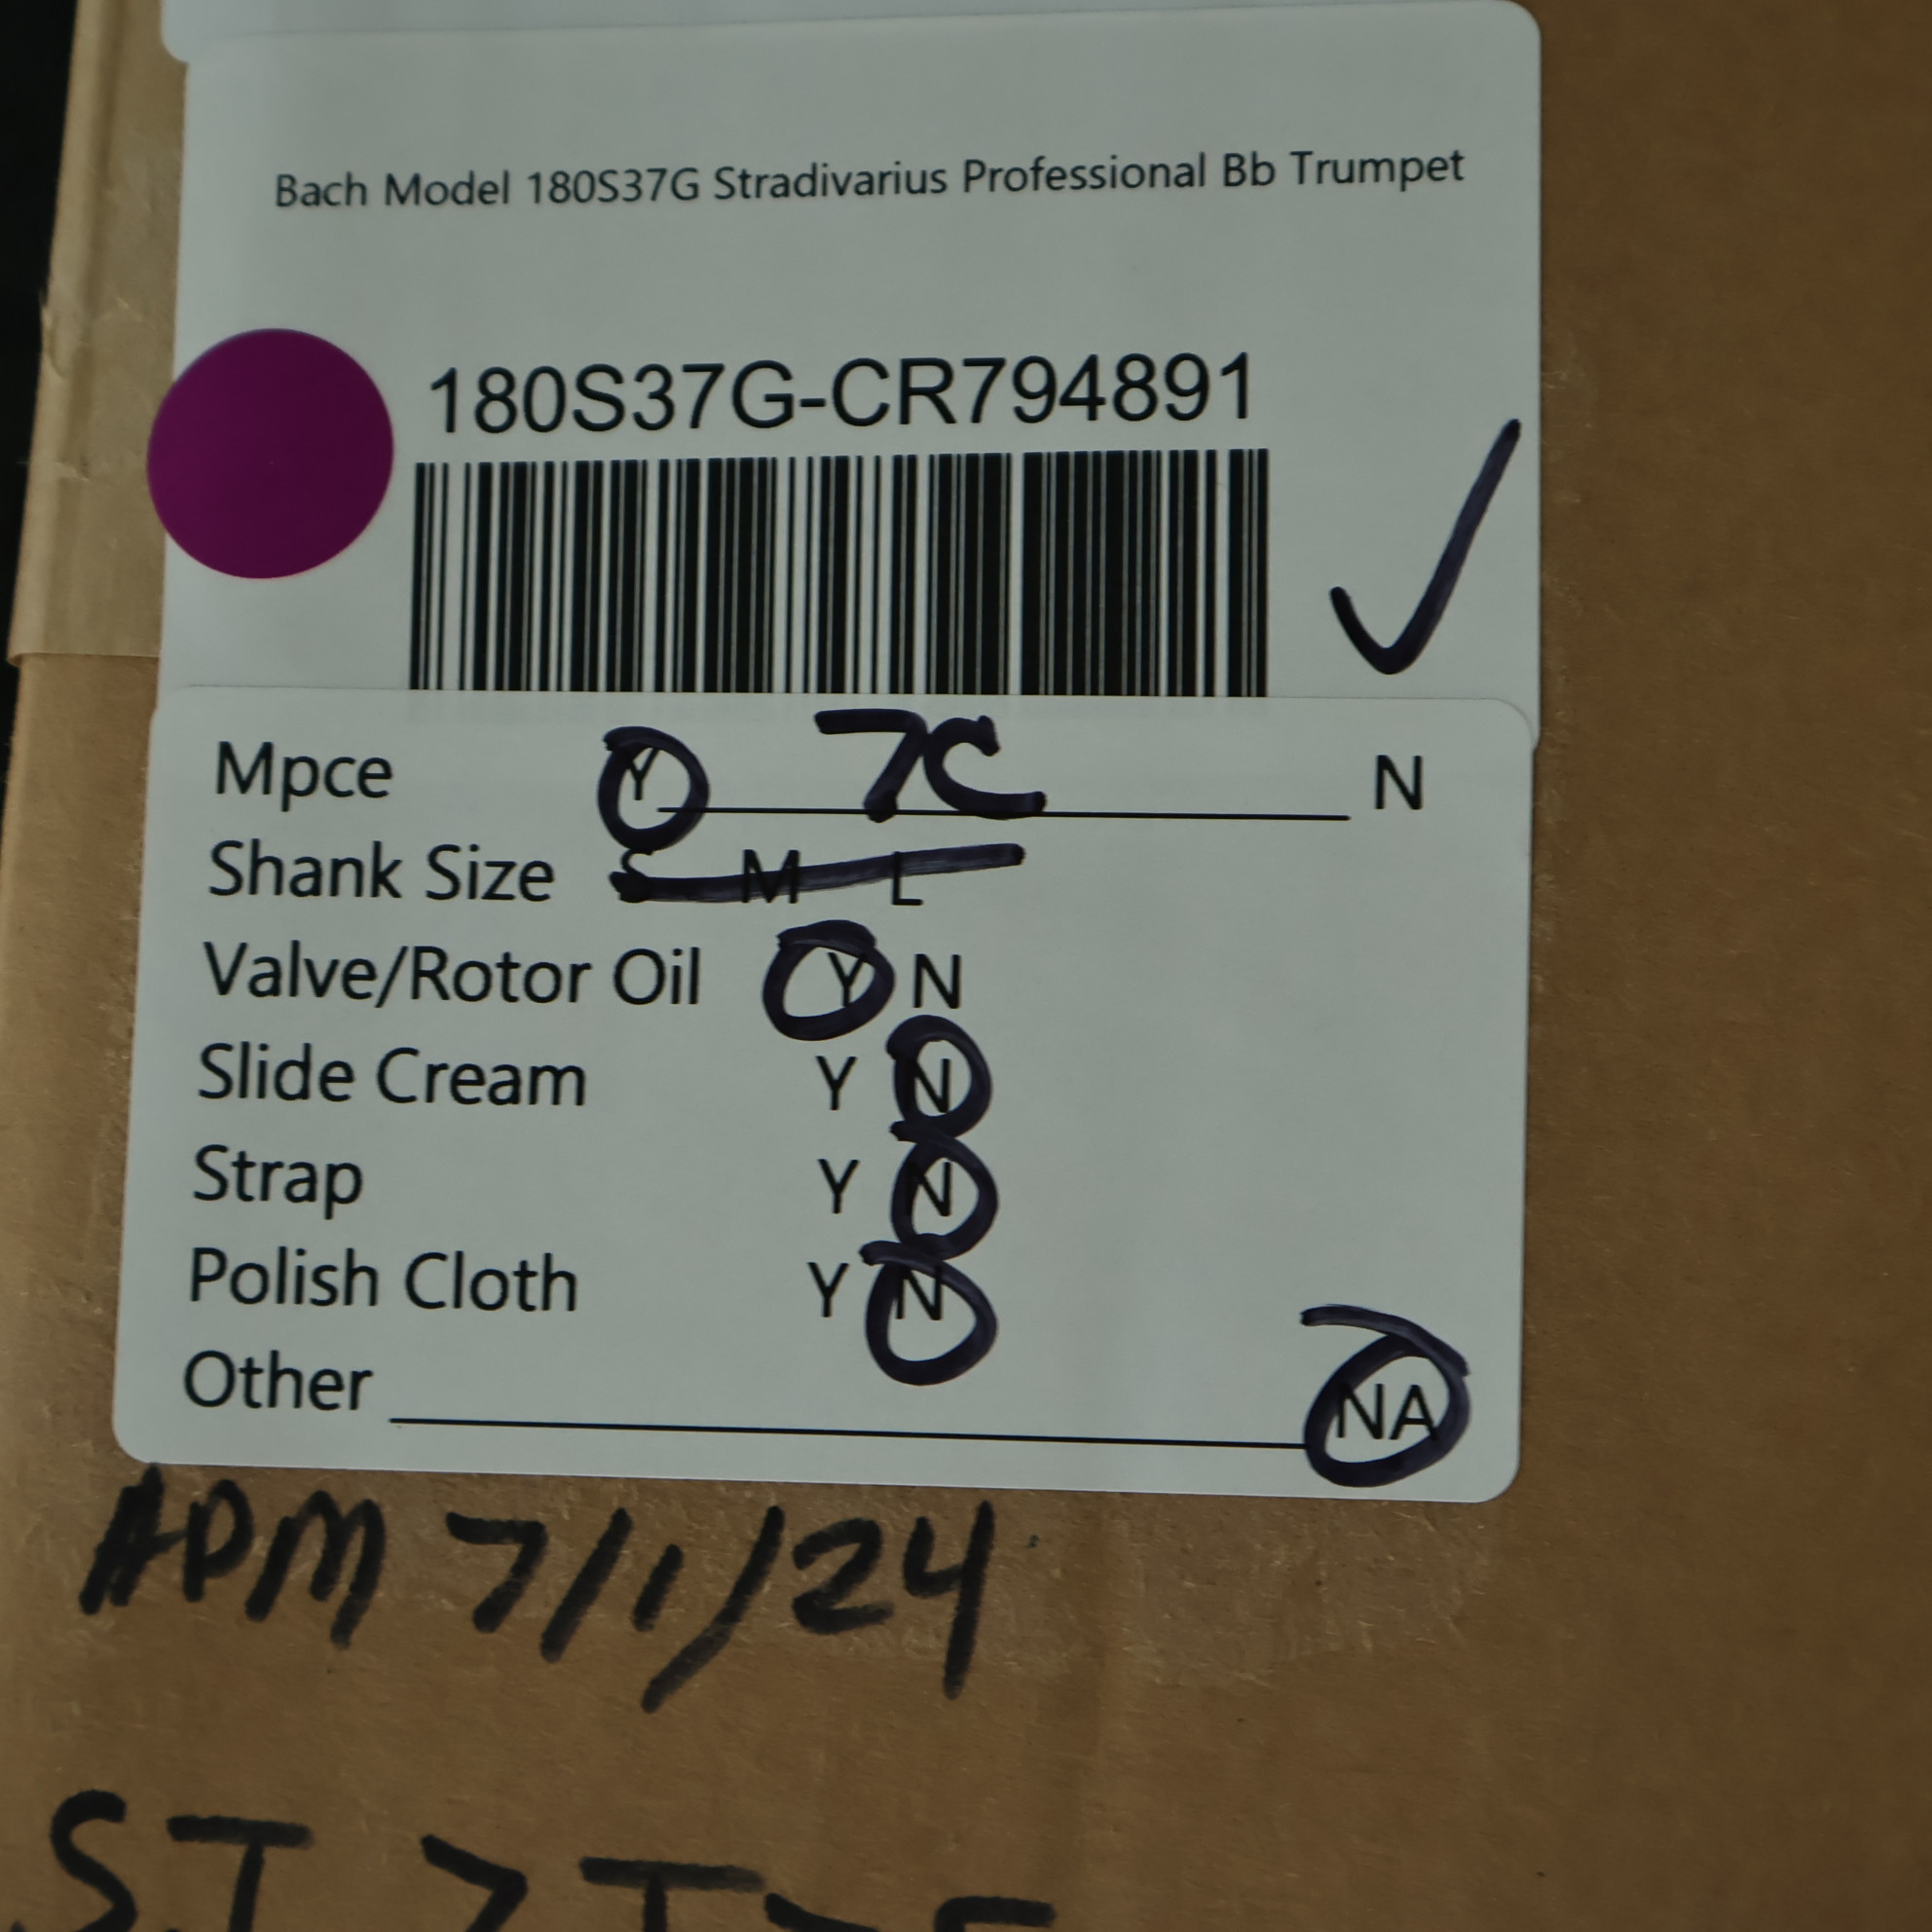 Bach Model 180S37G Stradivarius Professional Bb Trumpet
180S37G-CR794891
Mpce Y 7C N
Shank Size S M L
Valve/Rotor Oil Y N
Slide Cream Y N
Strap Y N
Polish Cloth Y N
Other NA
APM 7/1/24